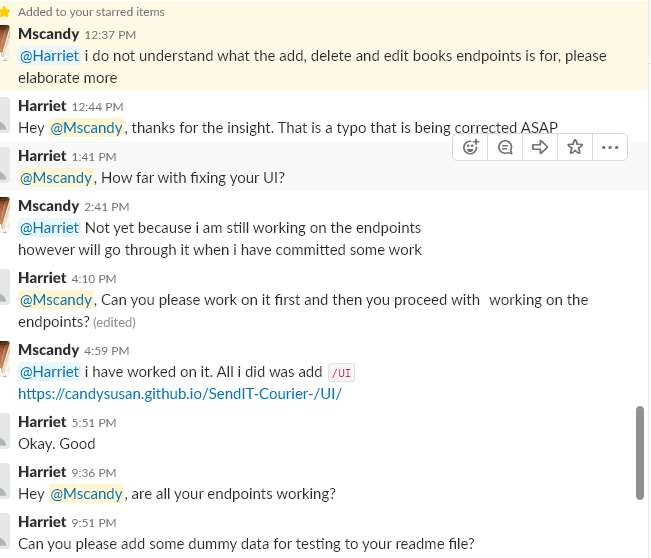 Added to your starred items
Mscandy 12:37 PM
@Harriet i do not understand what the add, delete and edit books endpoints is for, please
elaborate more
Harriet 12:44 PM
Hey @Mscandy, thanks for the insight. That is a typo that is being corrected ASAP
Harriet 1:41 PM
@Mscandy, How far with fixing your UI?
Mscandy 2:41 PM
@Harriet Not yet because i am still working on the endpoints
however will go through it when i have committed some work
Harriet 4:10 PM
@Mscandy, Can you please work on it first and then you proceed with working on the
endpoints? (edited)
Mscandy 4:59 PM
@Harriet i have worked on it. All i did was add /UI
https://candysusan.github.io/SendIT-Courier-/UI/
Harriet 5:51 PM
Okay. Good
Harriet 9:36 PM
Hey @Mscandy, are all your endpoints working?
Harriet 9:51 PM
Can you please add some dummy data for testing to your readme file?